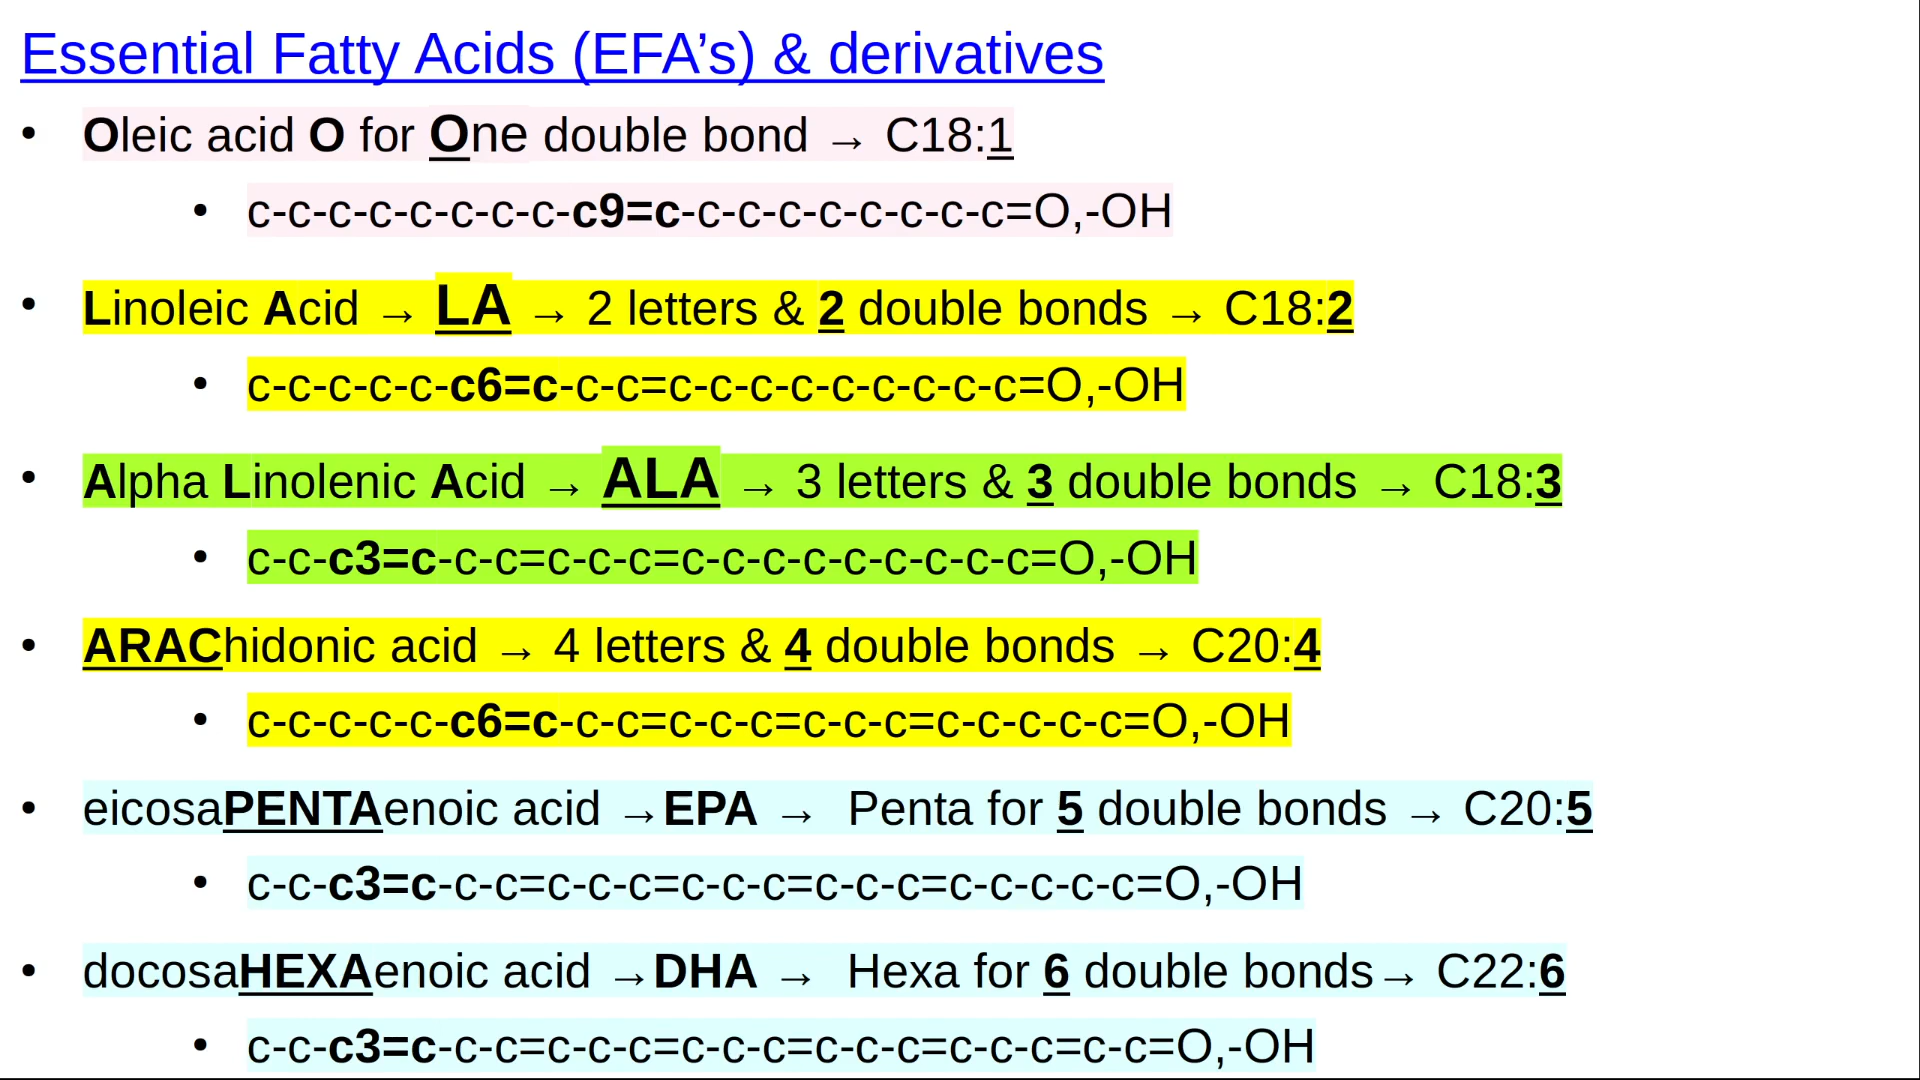 Essential Fatty Acids (EFA’s) & derivatives
• Oleic acid O for One double bond → C18:1
• c-c-c-c-c-c-c-c-c9=c-c-c-c-c-c-c-c-c=O,-OH
• Linoleic Acid → LA → 2 letters & 2 double bonds → C18:2
• c-c-c-c-c-c6=c-c-c=c-c-c-c-c-c-c-c-c=O,-OH
• Alpha Linolenic Acid → ALA → 3 letters & 3 double bonds → C18:3
• c-c-c3=c-c-c=c-c-c=c-c-c-c-c-c-c-c-c=O,-OH
• ARAChidonic acid → 4 letters & 4 double bonds → C20:4
• c-c-c-c-c-c6=c-c-c=c-c-c=c-c-c=c-c-c-c-c=O,-OH
• eicosaPENTAenoic acid →EPA → Penta for 5 double bonds → C20:5
• c-c-c3=c-c-c=c-c-c=c-c-c=c-c-c=c-c-c-c-c=O,-OH
• docosaHEXAenoic acid →DHA → Hexa for 6 double bonds→ C22:6
• c-c-c3=c-c-c=c-c-c=c-c-c=c-c-c=c-c-c=c-c-c=O,-OH